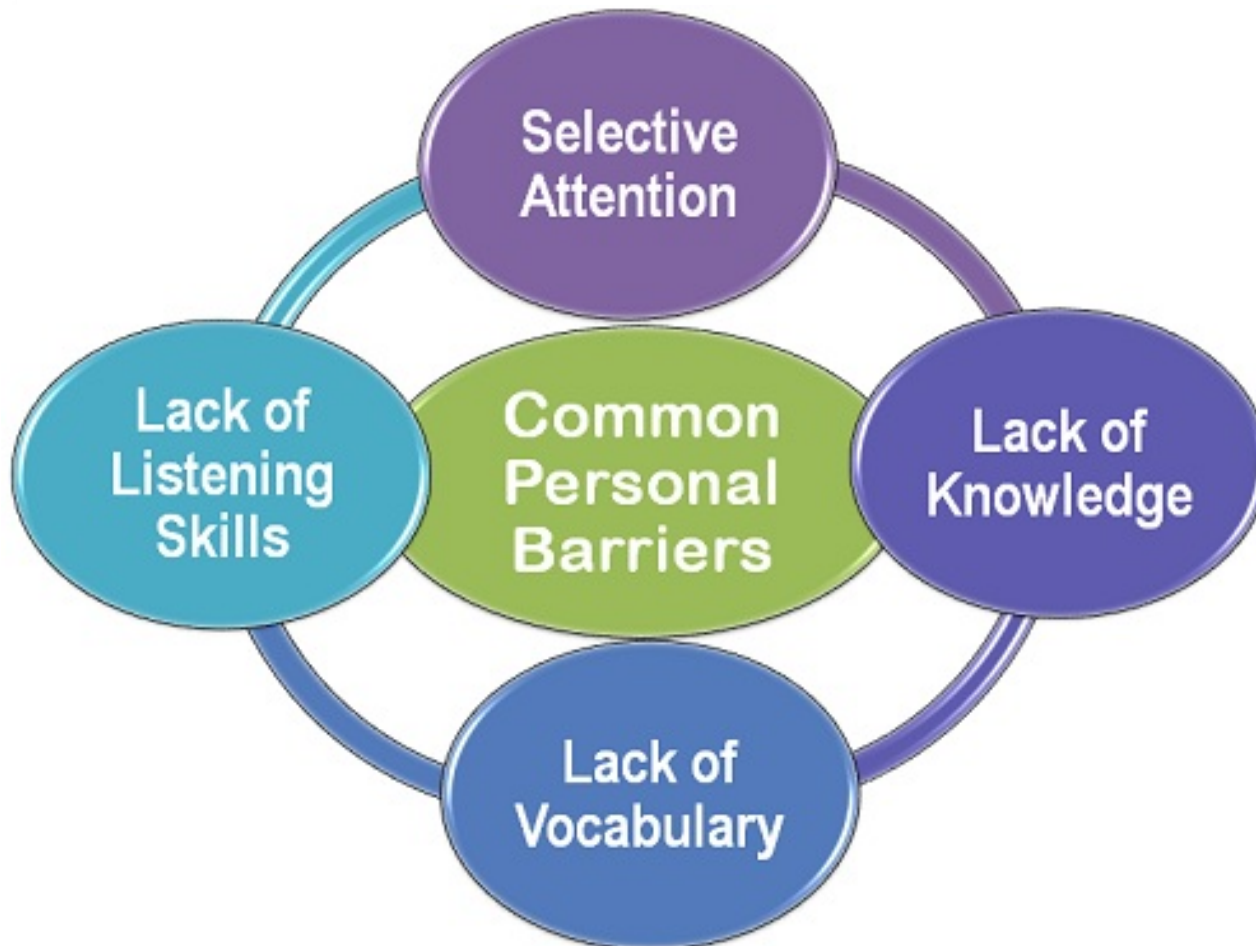 Selective
Attention
Lack of
Listening
Skills
Common
Personal
Barriers
Lack of
Knowledge
Lack of
Vocabulary